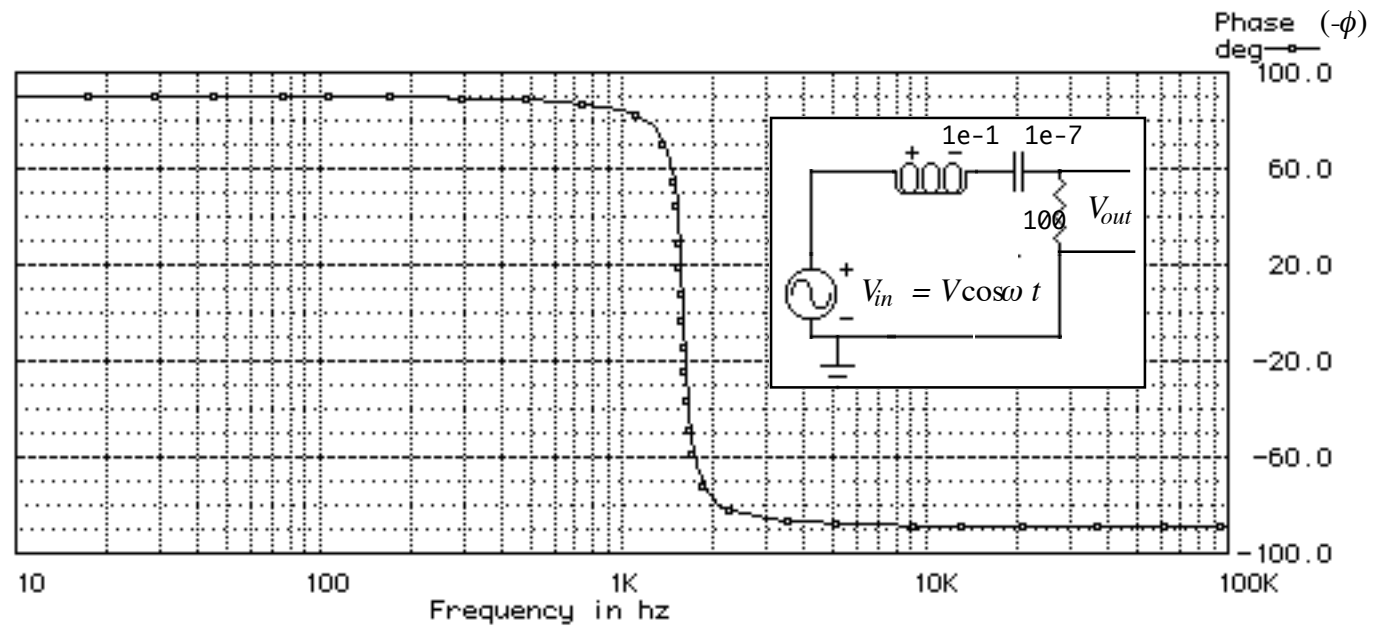 Phase (-ϕ)
deg
100.0
60.0
20.0
-20.0
-60.0
-100.0
1e-1 1e-7
+ −
100
V_out
+
V_in = V cosω t
−
10 100 1K 10K 100K
Frequency in hz